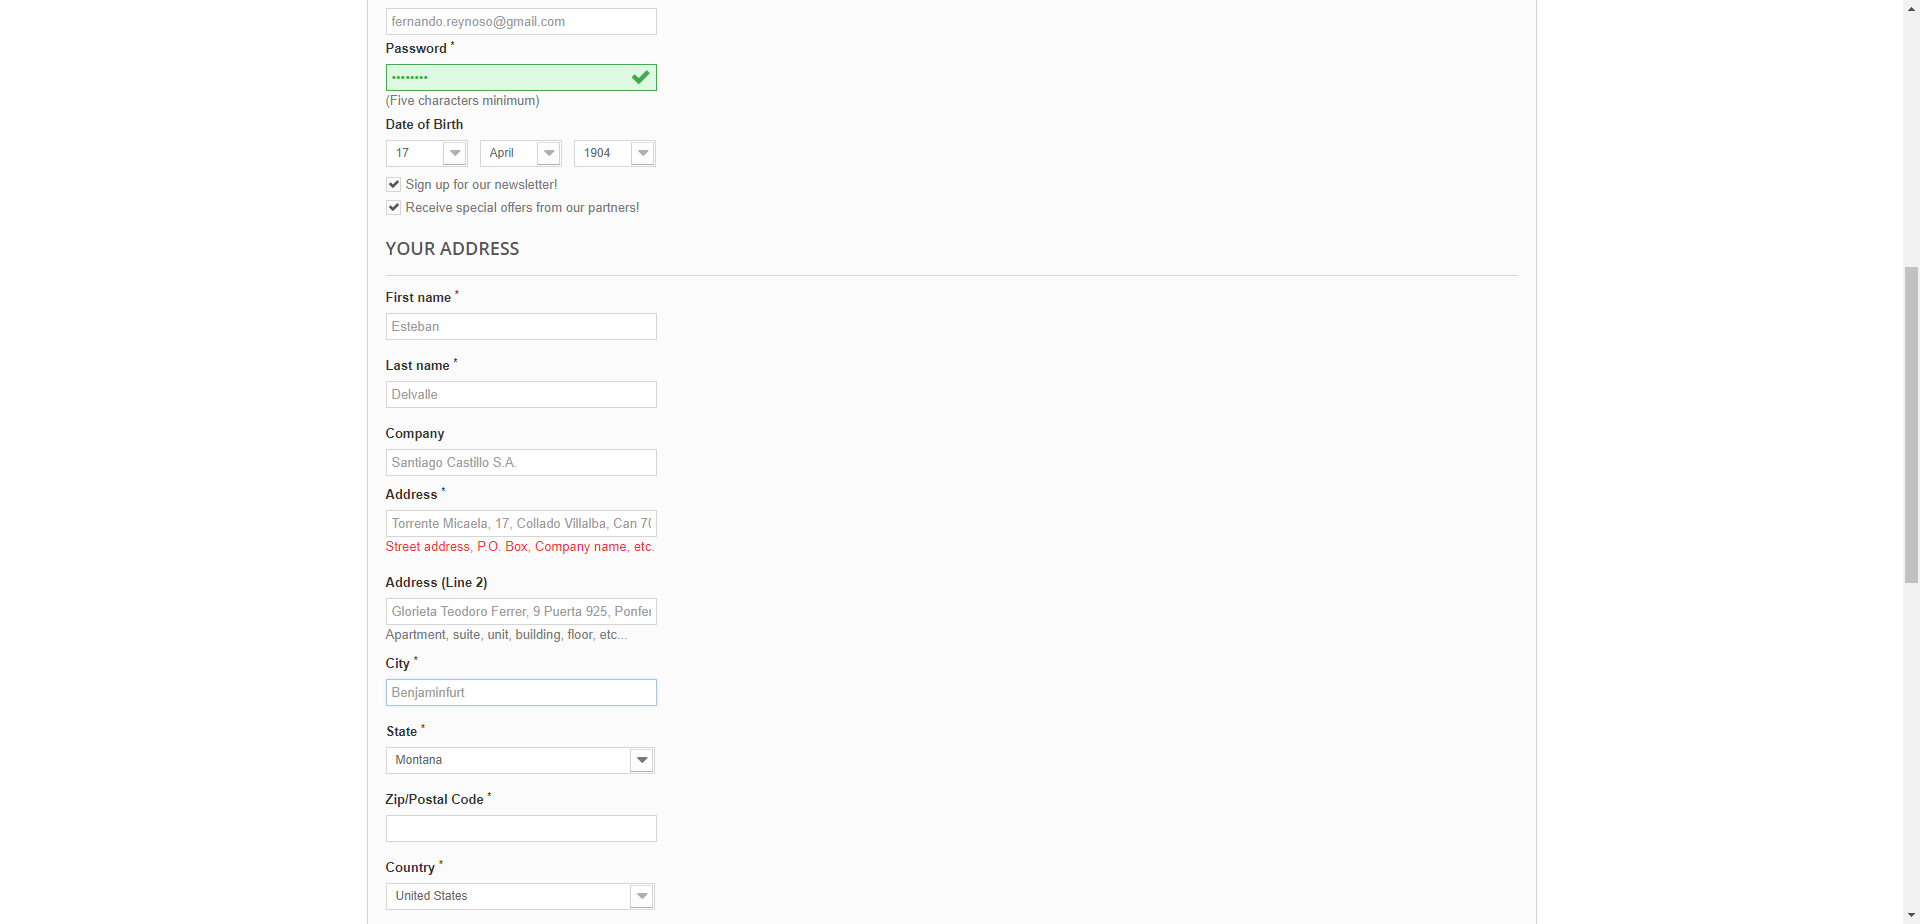 fernando.reynoso@gmail.com
Password *
••••••••
(Five characters minimum)
Date of Birth
17 April 1904
Sign up for our newsletter!
Receive special offers from our partners!
YOUR ADDRESS
First name *
Esteban
Last name *
Delvalle
Company
Santiago Castillo S.A.
Address *
Torrente Micaela, 17, Collado Villalba, Can 70
Street address, P.O. Box, Company name, etc.
Address (Line 2)
Glorieta Teodoro Ferrer, 9 Puerta 925, Ponfer
Apartment, suite, unit, building, floor, etc...
City *
Benjaminfurt
State *
Montana
Zip/Postal Code *
Country *
United States